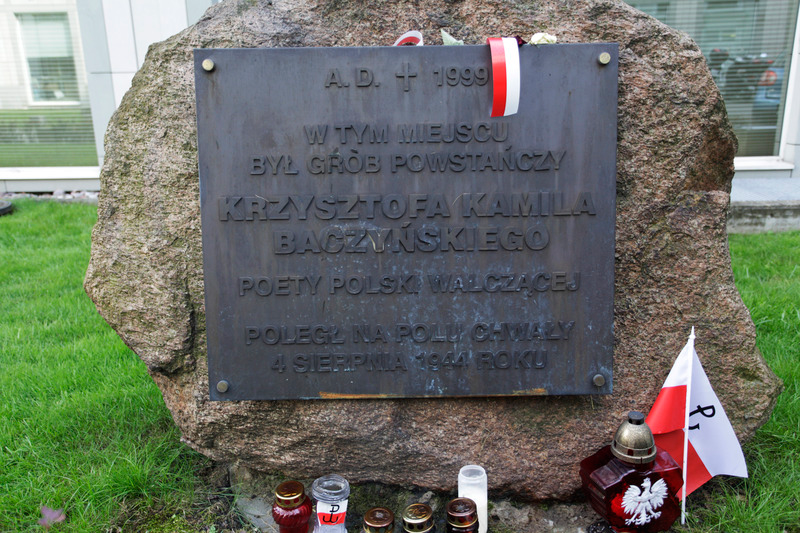 A. D. ✝ 1999
W TYM MIEJSCU
BYŁ GRÓB POWSTAŃCZY
KRZYSZTOFA KAMILA
BACZYŃSKIEGO
POETY POLSKI WALCZĄCEJ
POLEGŁ NA POLU CHWAŁY
4 SIERPNIA 1944 ROKU